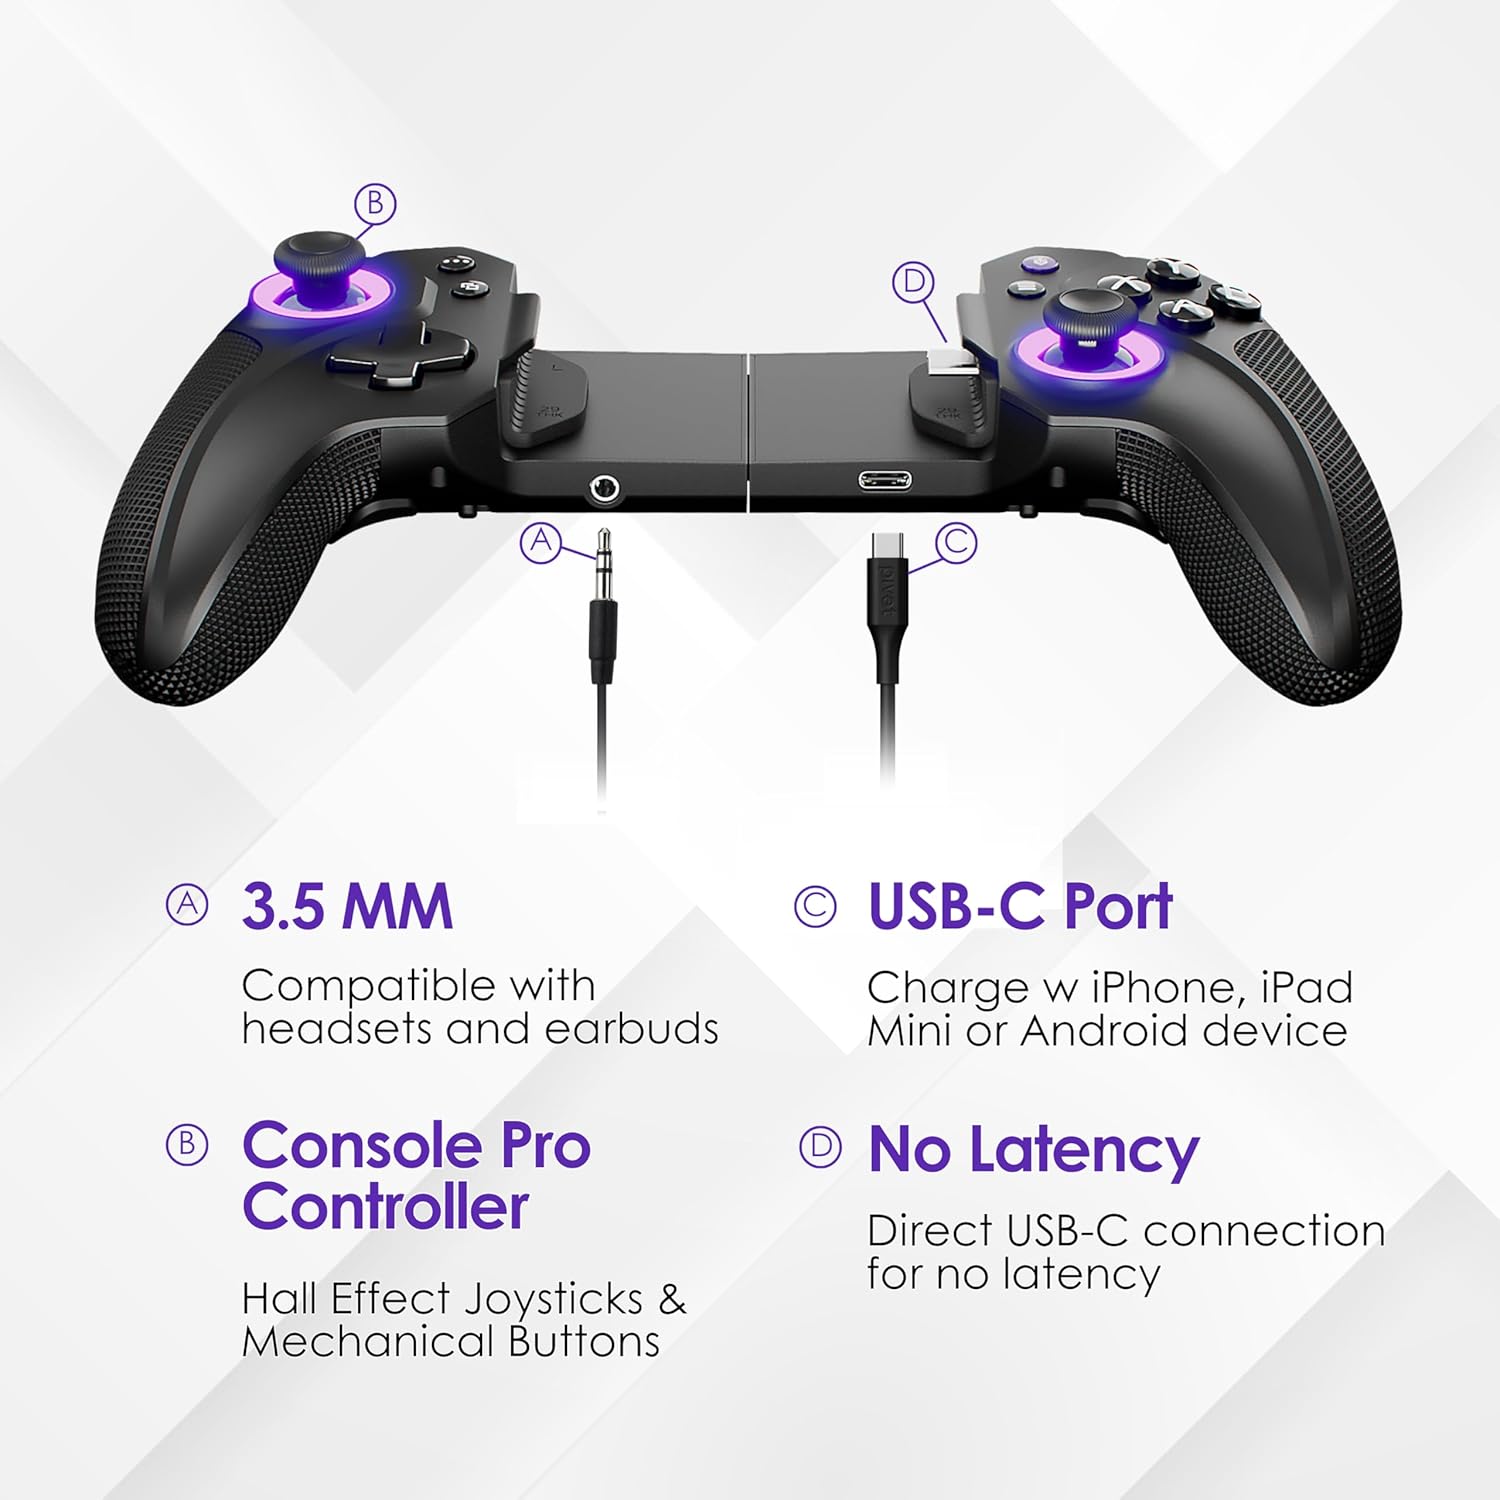 B
D
Y
X
A
L
A
C
pivet
A 3.5 MM
Compatible with
headsets and earbuds
C USB-C Port
Charge w iPhone, iPad
Mini or Android device
B Console Pro
Controller
Hall Effect Joysticks &
Mechanical Buttons
D No Latency
Direct USB-C connection
for no latency